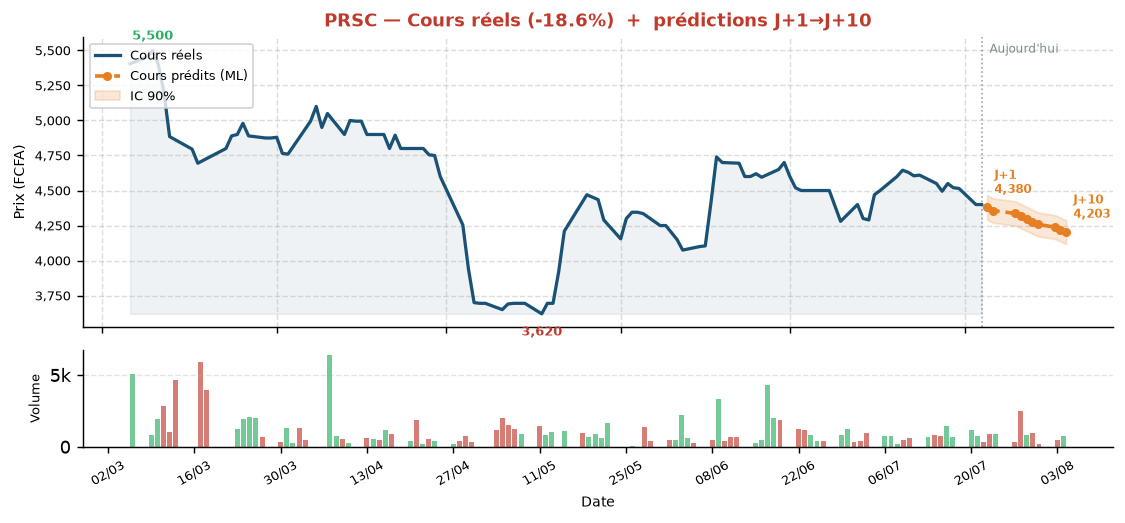 PRSC — Cours réels (-18.6%)  +  prédictions J+1→J+10
5,500
Cours réels
Cours prédits (ML)
IC 90%
Aujourd'hui
5,500
5,250
5,000
4,750
4,500
4,250
4,000
3,750
Prix (FCFA)
J+1
4,380
J+10
4,203
3,620
5k
0
Volume
02/03
16/03
30/03
13/04
27/04
11/05
25/05
08/06
22/06
06/07
20/07
03/08
Date